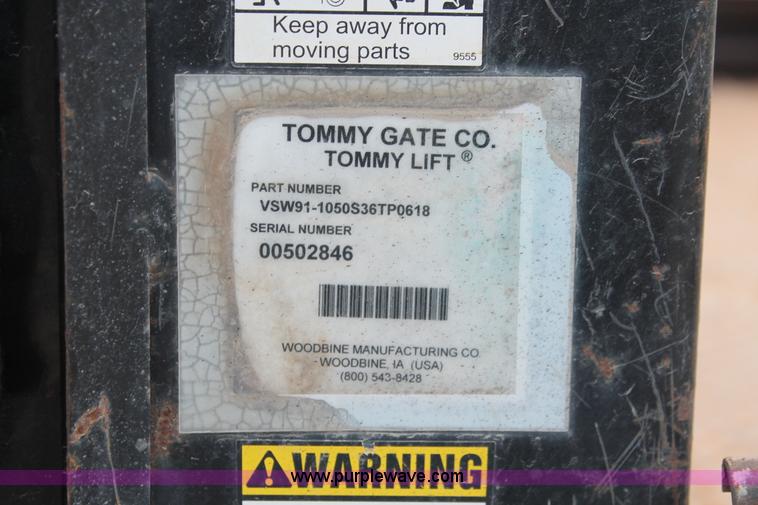 Keep away from
moving parts
9555
TOMMY GATE CO.
TOMMY LIFT ®
PART NUMBER
VSW91-1050S36TP0618
SERIAL NUMBER
00502846
WOODBINE MANUFACTURING CO
WOODBINE, IA (USA)
(800) 543-8428
WARNING
www.purplewave.com